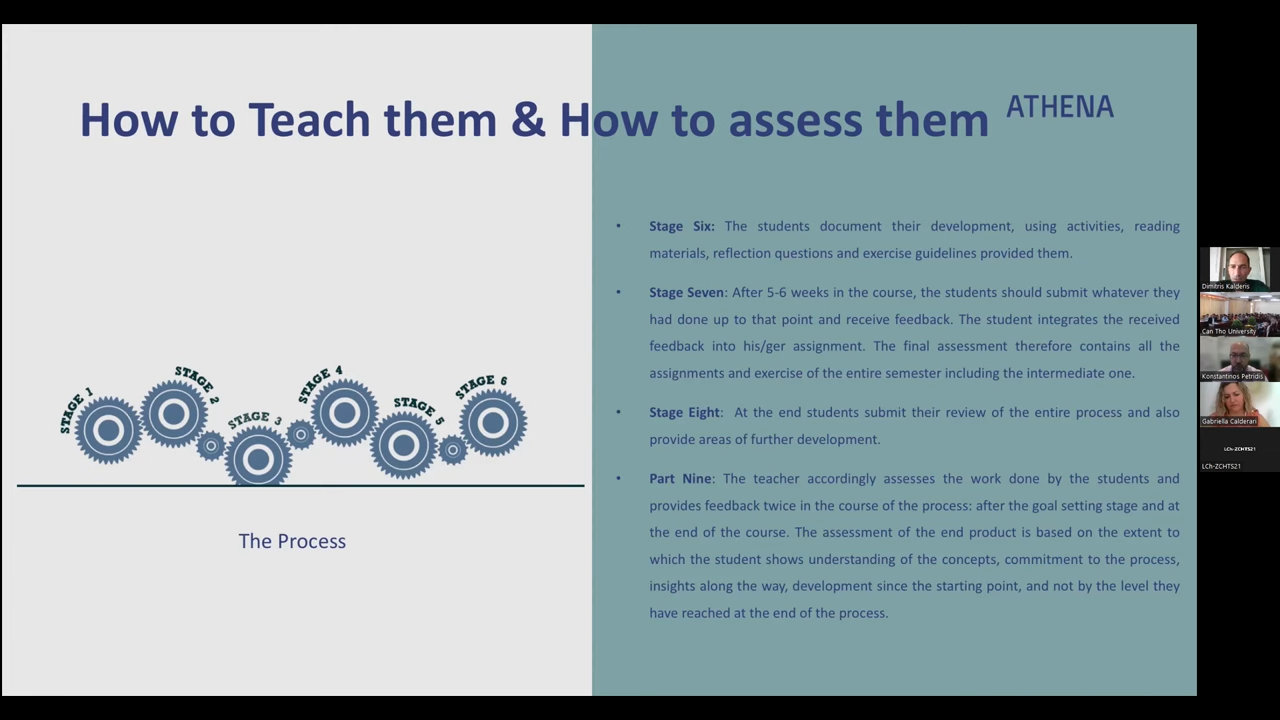 How to Teach them & How to assess them
ATHENA
• Stage Six: The students document their development, using activities, reading
materials, reflection questions and exercise guidelines provided them.
• Stage Seven: After 5-6 weeks in the course, the students should submit whatever they
had done up to that point and receive feedback. The student integrates the received
feedback into his/ger assignment. The final assessment therefore contains all the
assignments and exercise of the entire semester including the intermediate one.
• Stage Eight: At the end students submit their review of the entire process and also
provide areas of further development.
• Part Nine: The teacher accordingly assesses the work done by the students and
provides feedback twice in the course of the process: after the goal setting stage and at
the end of the course. The assessment of the end product is based on the extent to
which the student shows understanding of the concepts, commitment to the process,
insights along the way, development since the starting point, and not by the level they
have reached at the end of the process.
STAGE 1
STAGE 2
STAGE 3
STAGE 4
STAGE 5
STAGE 6
The Process
Dimitris Kalderis
Can Tho University
Konstantinos Petridis
Gabriella Calderari
LCh-ZCHTS21
LCh-ZCHTS21